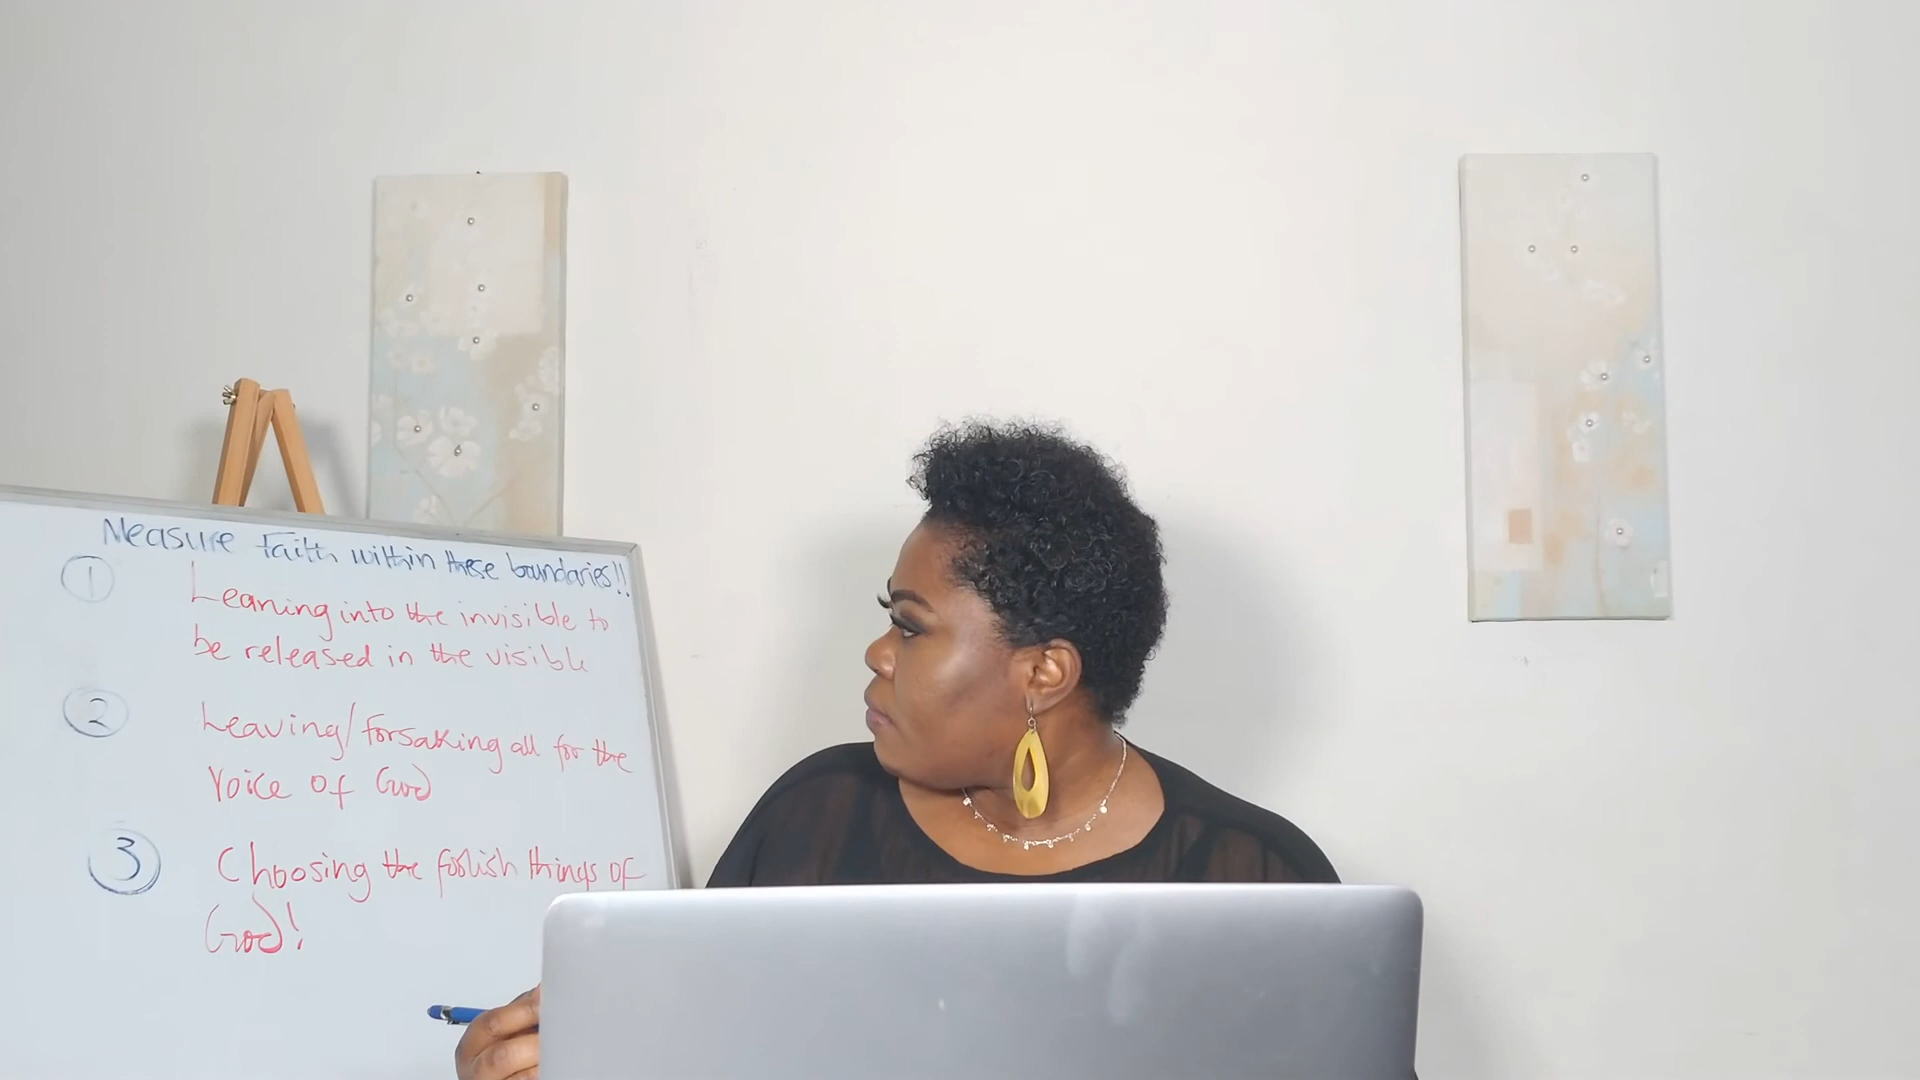 Measure faith within these boundaries!!
1
Leaning into the invisible to
be released in the visible
2
Leaving/forsaking all for the
voice of God
3
Choosing the foolish things of
God!